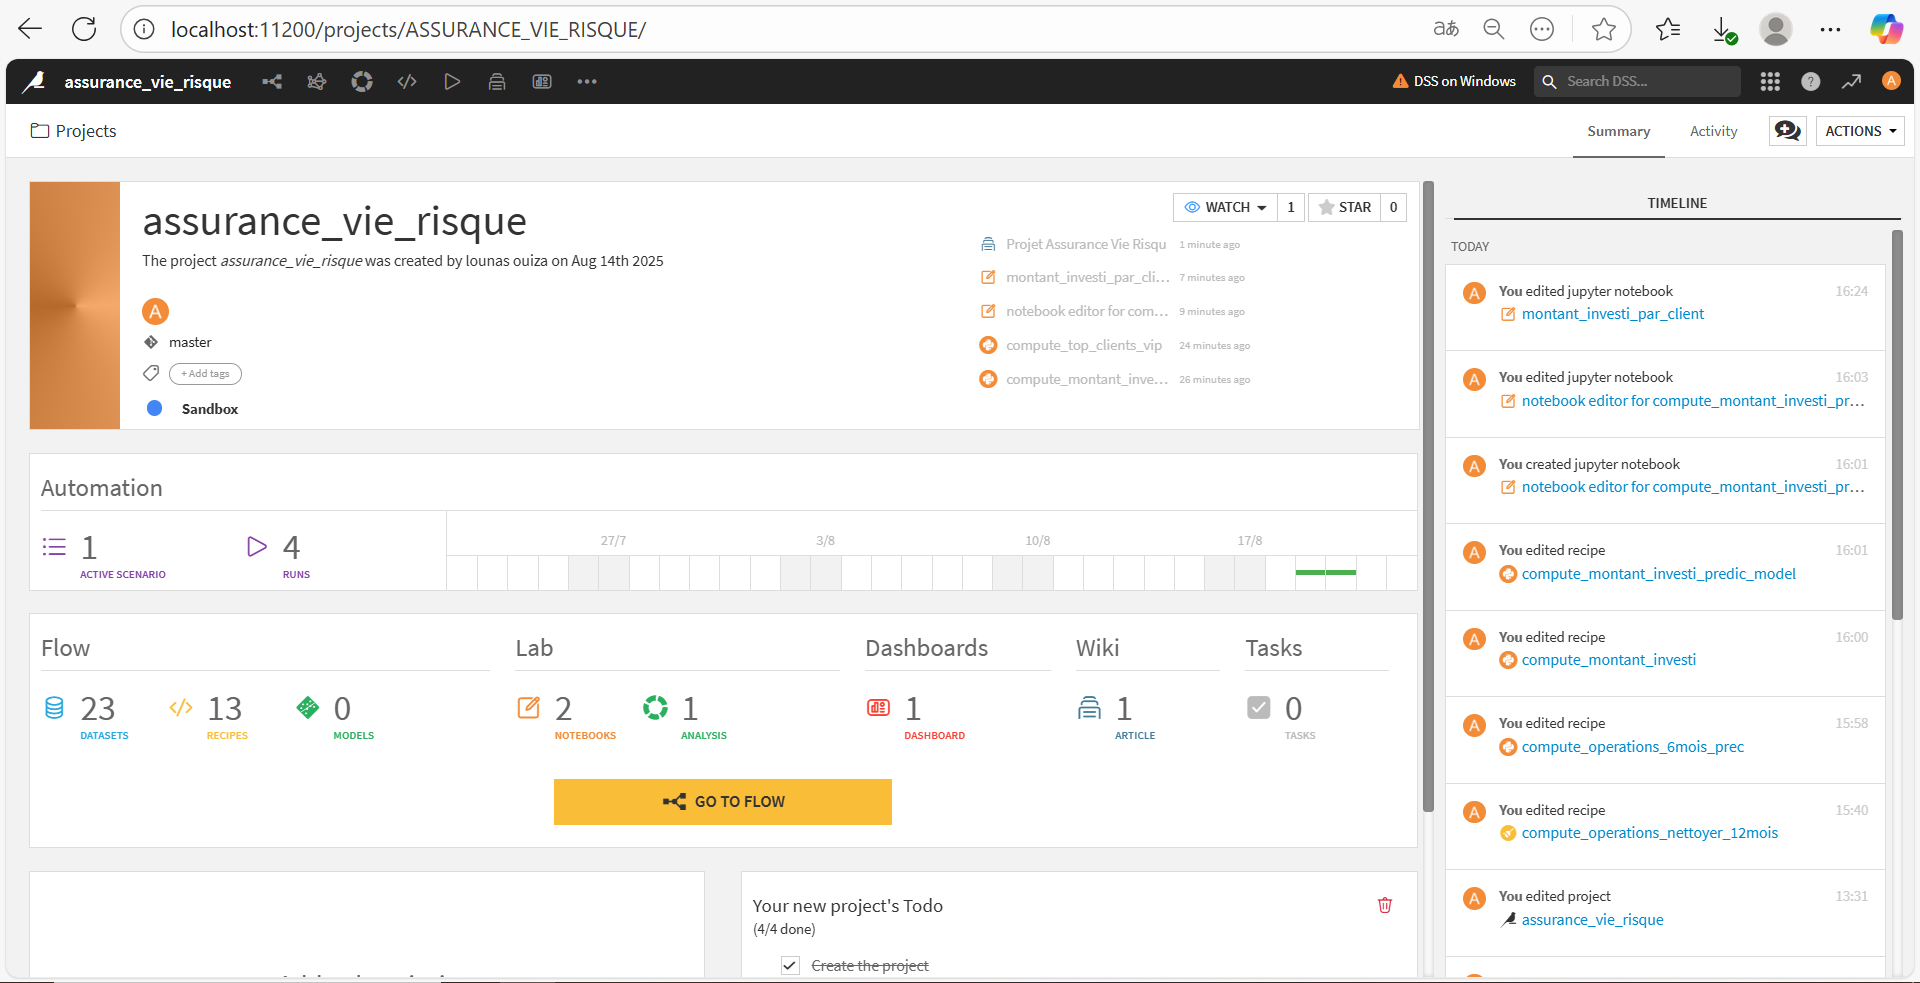 localhost:11200/projects/ASSURANCE_VIE_RISQUE/
assurance_vie_risque
DSS on Windows
Search DSS...
A
Projects
Summary
Activity
ACTIONS
assurance_vie_risque
The project assurance_vie_risque was created by lounas ouiza on Aug 14th 2025
A
master
+ Add tags
Sandbox
WATCH 1
STAR 0
Projet Assurance Vie Risqu 1 minute ago
montant_investi_par_cli... 7 minutes ago
notebook editor for com... 9 minutes ago
compute_top_clients_vip 24 minutes ago
compute_montant_inve... 26 minutes ago
Automation
1
ACTIVE SCENARIO
4
RUNS
27/7 3/8 10/8 17/8
Flow
23
DATASETS
13
RECIPES
0
MODELS
Lab
2
NOTEBOOKS
1
ANALYSIS
Dashboards
1
DASHBOARD
Wiki
1
ARTICLE
Tasks
0
TASKS
GO TO FLOW
Your new project's Todo
(4/4 done)
Create the project
TIMELINE
TODAY
A You edited jupyter notebook 16:24
montant_investi_par_client
A You edited jupyter notebook 16:03
notebook editor for compute_montant_investi_pr...
A You created jupyter notebook 16:01
notebook editor for compute_montant_investi_pr...
A You edited recipe 16:01
compute_montant_investi_predic_model
A You edited recipe 16:00
compute_montant_investi
A You edited recipe 15:58
compute_operations_6mois_prec
A You edited recipe 15:40
compute_operations_nettoyer_12mois
A You edited project 13:31
assurance_vie_risque